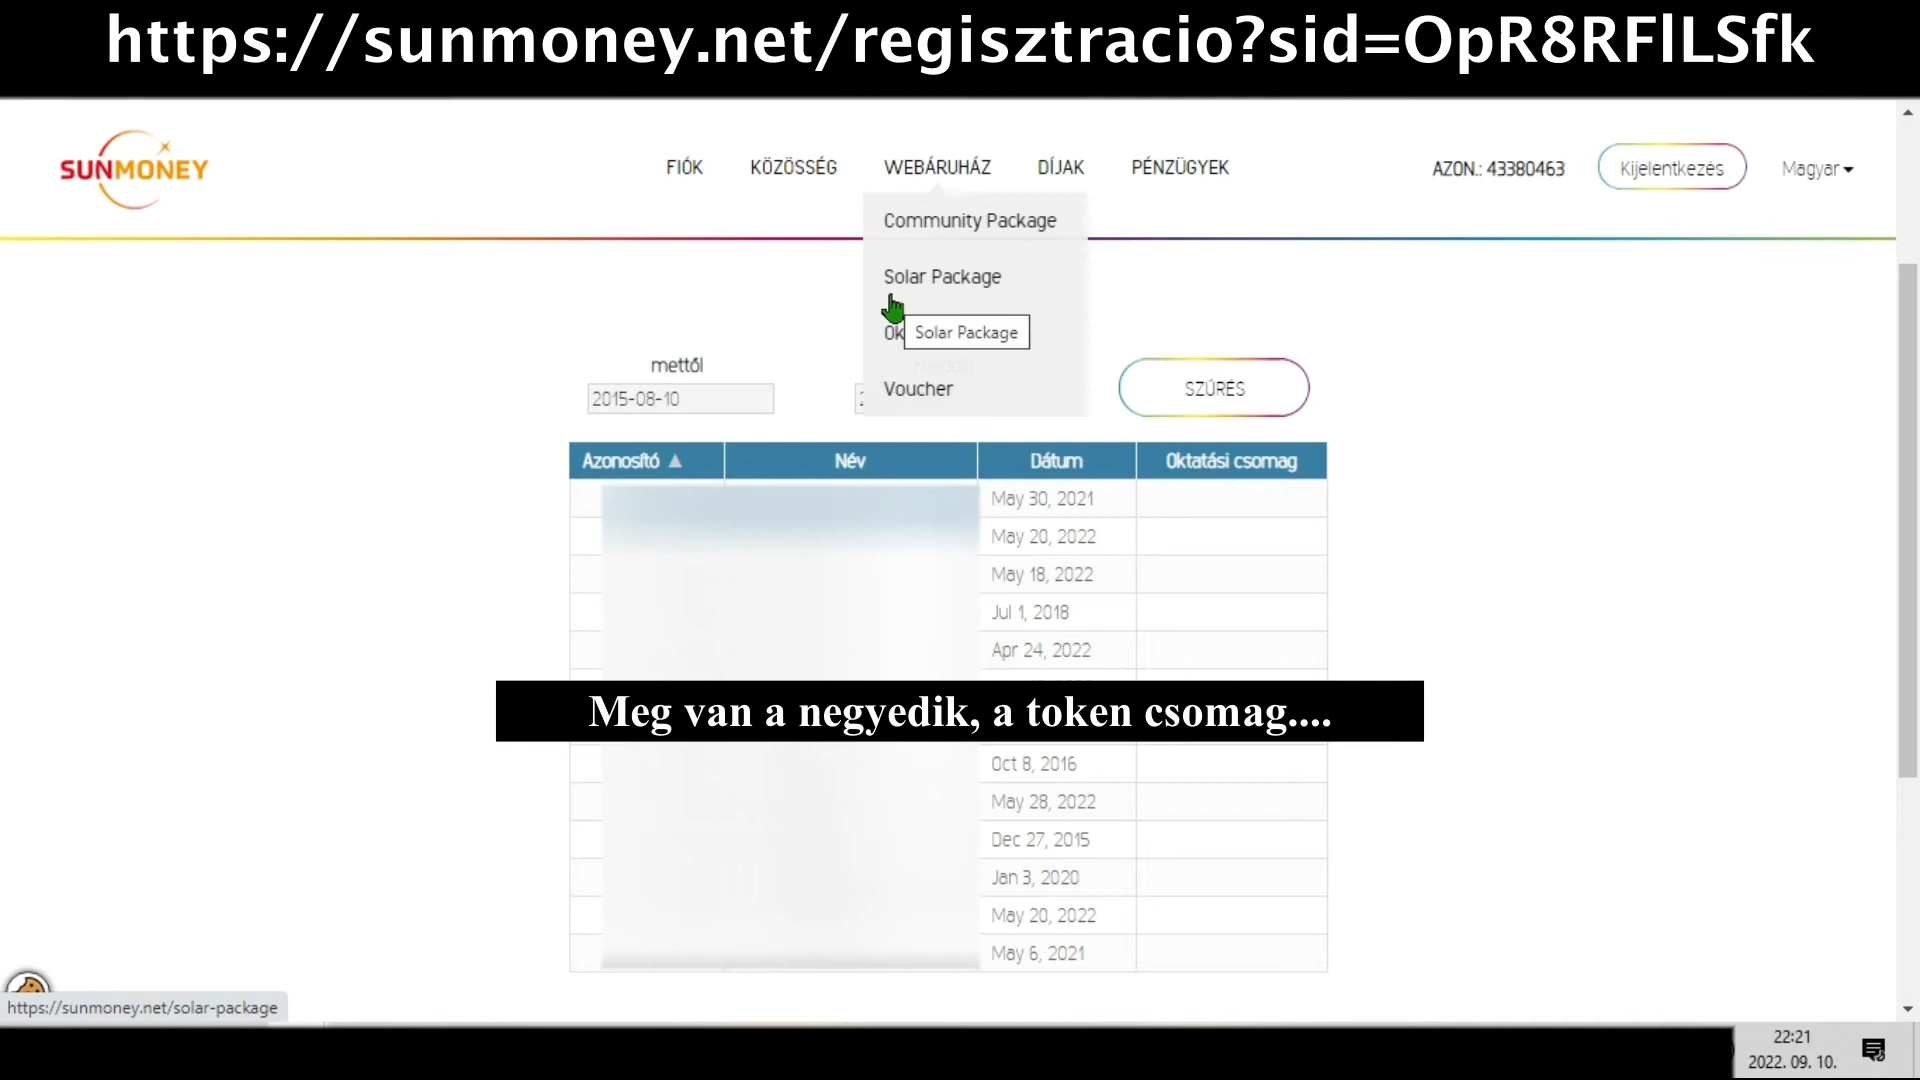 https://sunmoney.net/regisztracio?sid=OpR8RFlLSfk
SUNMONEY
FIÓK KÖZÖSSÉG WEBÁRUHÁZ DÍJAK PÉNZÜGYEK
AZON.: 43380463
Kijelentkezés
Magyar
Community Package
Solar Package
Ok
Solar Package
Voucher
mettől
2015-08-10
SZŰRÉS
Azonosító Név Dátum Oktatási csomag
May 30, 2021
May 20, 2022
May 18, 2022
Jul 1, 2018
Apr 24, 2022
Meg van a negyedik, a token csomag....
Oct 8, 2016
May 28, 2022
Dec 27, 2015
Jan 3, 2020
May 20, 2022
May 6, 2021
https://sunmoney.net/solar-package
22:21
2022. 09. 10.